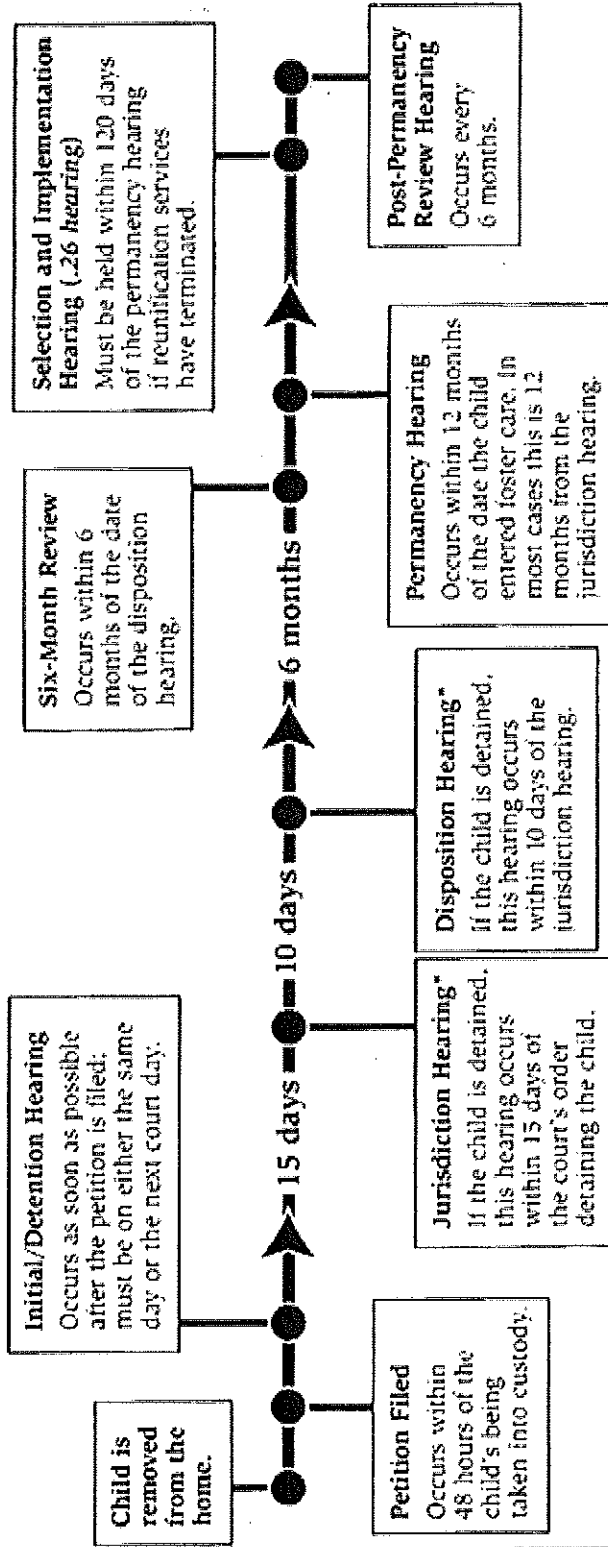 Child is
removed
from the
home.
Petition Filed
Occurs within
48 hours of the
child's being
taken into custody.
Initial/Detention Hearing
Occurs as soon as possible
after the petition is filed;
must be on either the same
day or the next court day.
15 days
Jurisdiction Hearing*
If the child is detained,
this hearing occurs
within 15 days of
the court's order
detaining the child.
10 days
Disposition Hearing*
If the child is detained,
this hearing occurs
within 10 days of the
jurisdiction hearing.
6 months
Six-Month Review
Occurs within 6
months of the date
of the disposition
hearing.
Permanency Hearing
Occurs within 12 months
of the date the child
entered foster care. In
most cases this is 12
months from the
jurisdiction hearing.
Selection and Implementation
Hearing (.26 hearing)
Must be held within 120 days
of the permanency hearing
if reunification services
have terminated.
Post-Permanency
Review Hearing
Occurs every
6 months.